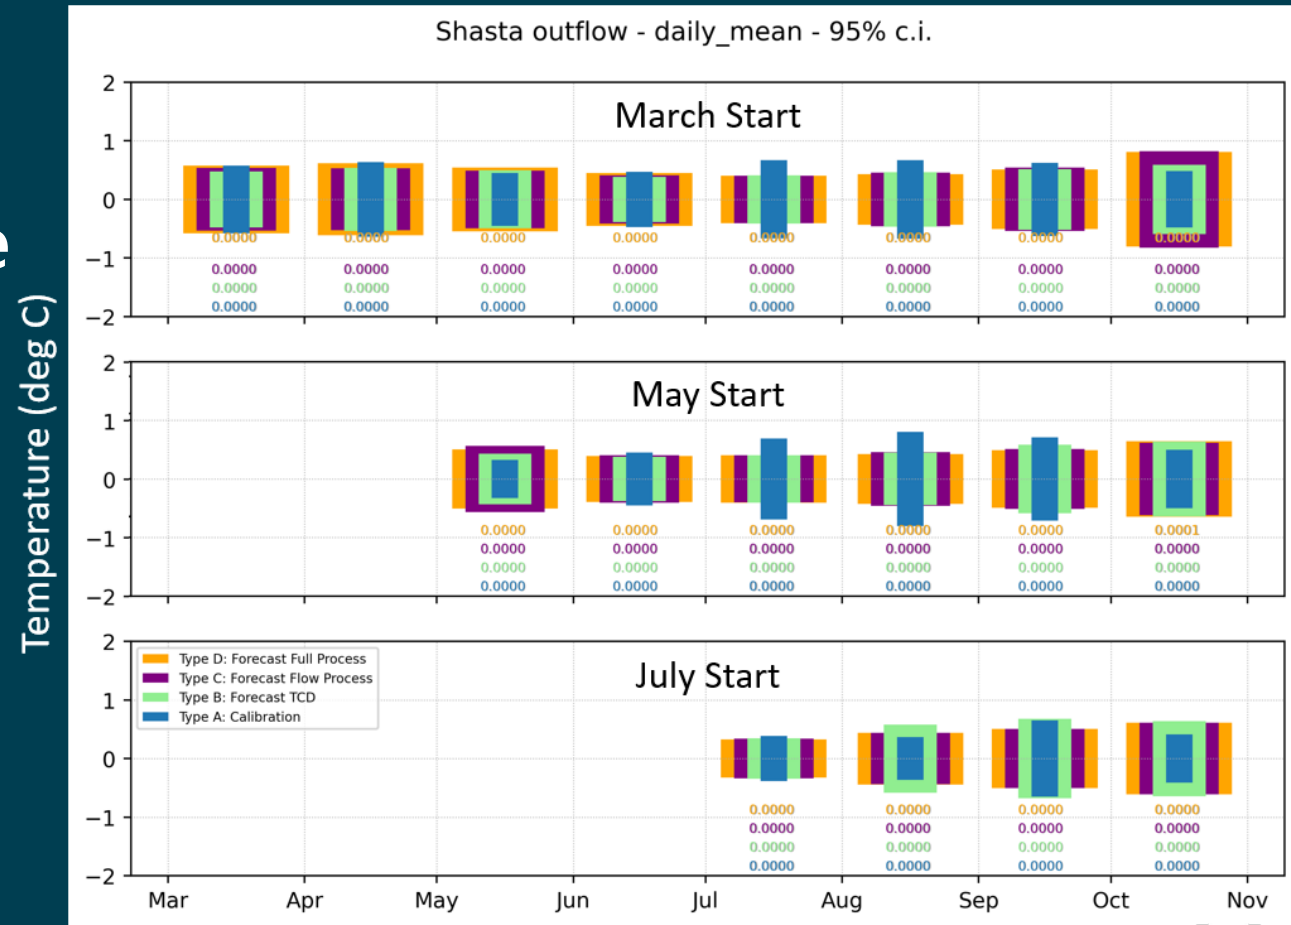 Shasta outflow - daily_mean - 95% c.i.
e
Temperature (deg C)
March Start
2
1
0
−1
−2
0.0000 0.0000 0.0000 0.0000 0.0000 0.0000 0.0000 0.0000
0.0000 0.0000 0.0000 0.0000 0.0000 0.0000 0.0000 0.0000
0.0000 0.0000 0.0000 0.0000 0.0000 0.0000 0.0000 0.0000
0.0000 0.0000 0.0000 0.0000 0.0000 0.0000 0.0000 0.0000
May Start
2
1
0
−1
−2
0.0000 0.0000 0.0000 0.0000 0.0000 0.0001
0.0000 0.0000 0.0000 0.0000 0.0000 0.0000
0.0000 0.0000 0.0000 0.0000 0.0000 0.0000
0.0000 0.0000 0.0000 0.0000 0.0000 0.0000
July Start
2
1
0
−1
−2
Type D: Forecast Full Process
Type C: Forecast Flow Process
Type B: Forecast TCD
Type A: Calibration
0.0000 0.0000 0.0000 0.0000
0.0000 0.0000 0.0000 0.0000
0.0000 0.0000 0.0000 0.0000
0.0000 0.0000 0.0000 0.0000
Mar Apr May Jun Jul Aug Sep Oct Nov